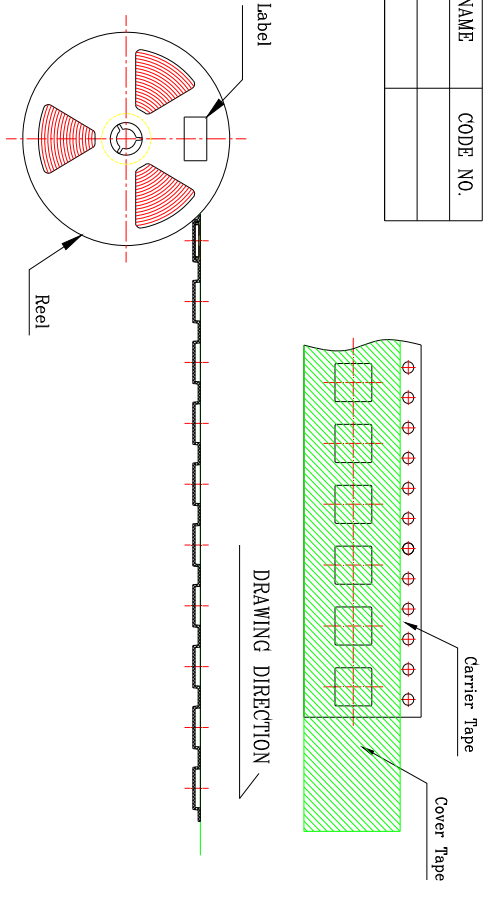 NAME
CODE NO.
Label
Reel
DRAWING DIRECTION
Carrier Tape
Cover Tape